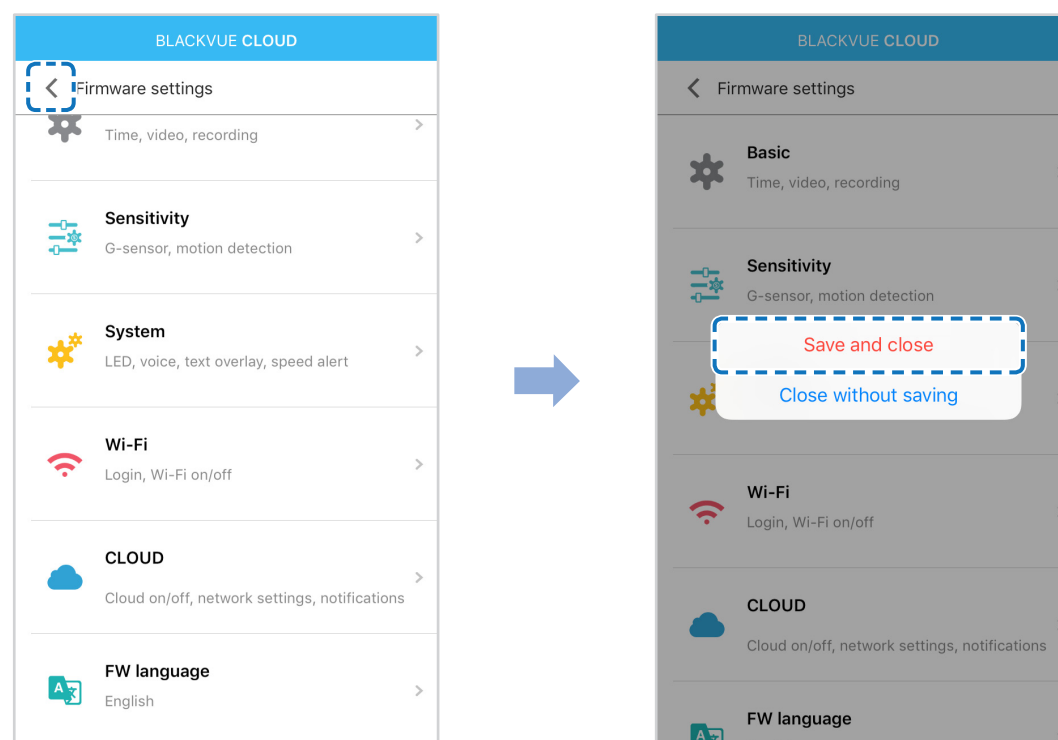 BLACKVUE CLOUD
Firmware settings
Time, video, recording
Sensitivity
G-sensor, motion detection
System
LED, voice, text overlay, speed alert
Wi-Fi
Login, Wi-Fi on/off
CLOUD
Cloud on/off, network settings, notifications
FW language
A
English
BLACKVUE CLOUD
Firmware settings
Basic
Time, video, recording
Sensitivity
G-sensor, motion detection
Save and close
Close without saving
Wi-Fi
Login, Wi-Fi on/off
CLOUD
Cloud on/off, network settings, notifications
FW language
A